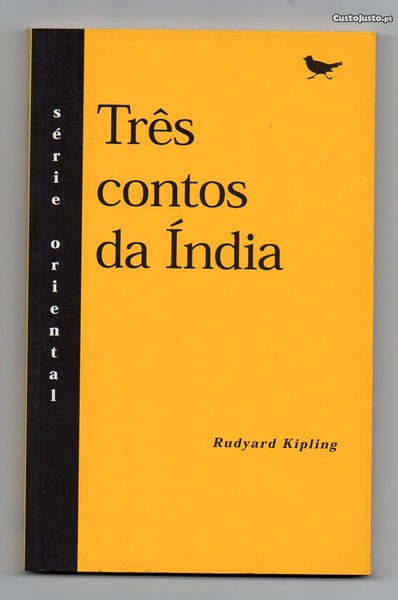 CustoJusto.pt
série oriental
Três
contos
da Índia
Rudyard Kipling